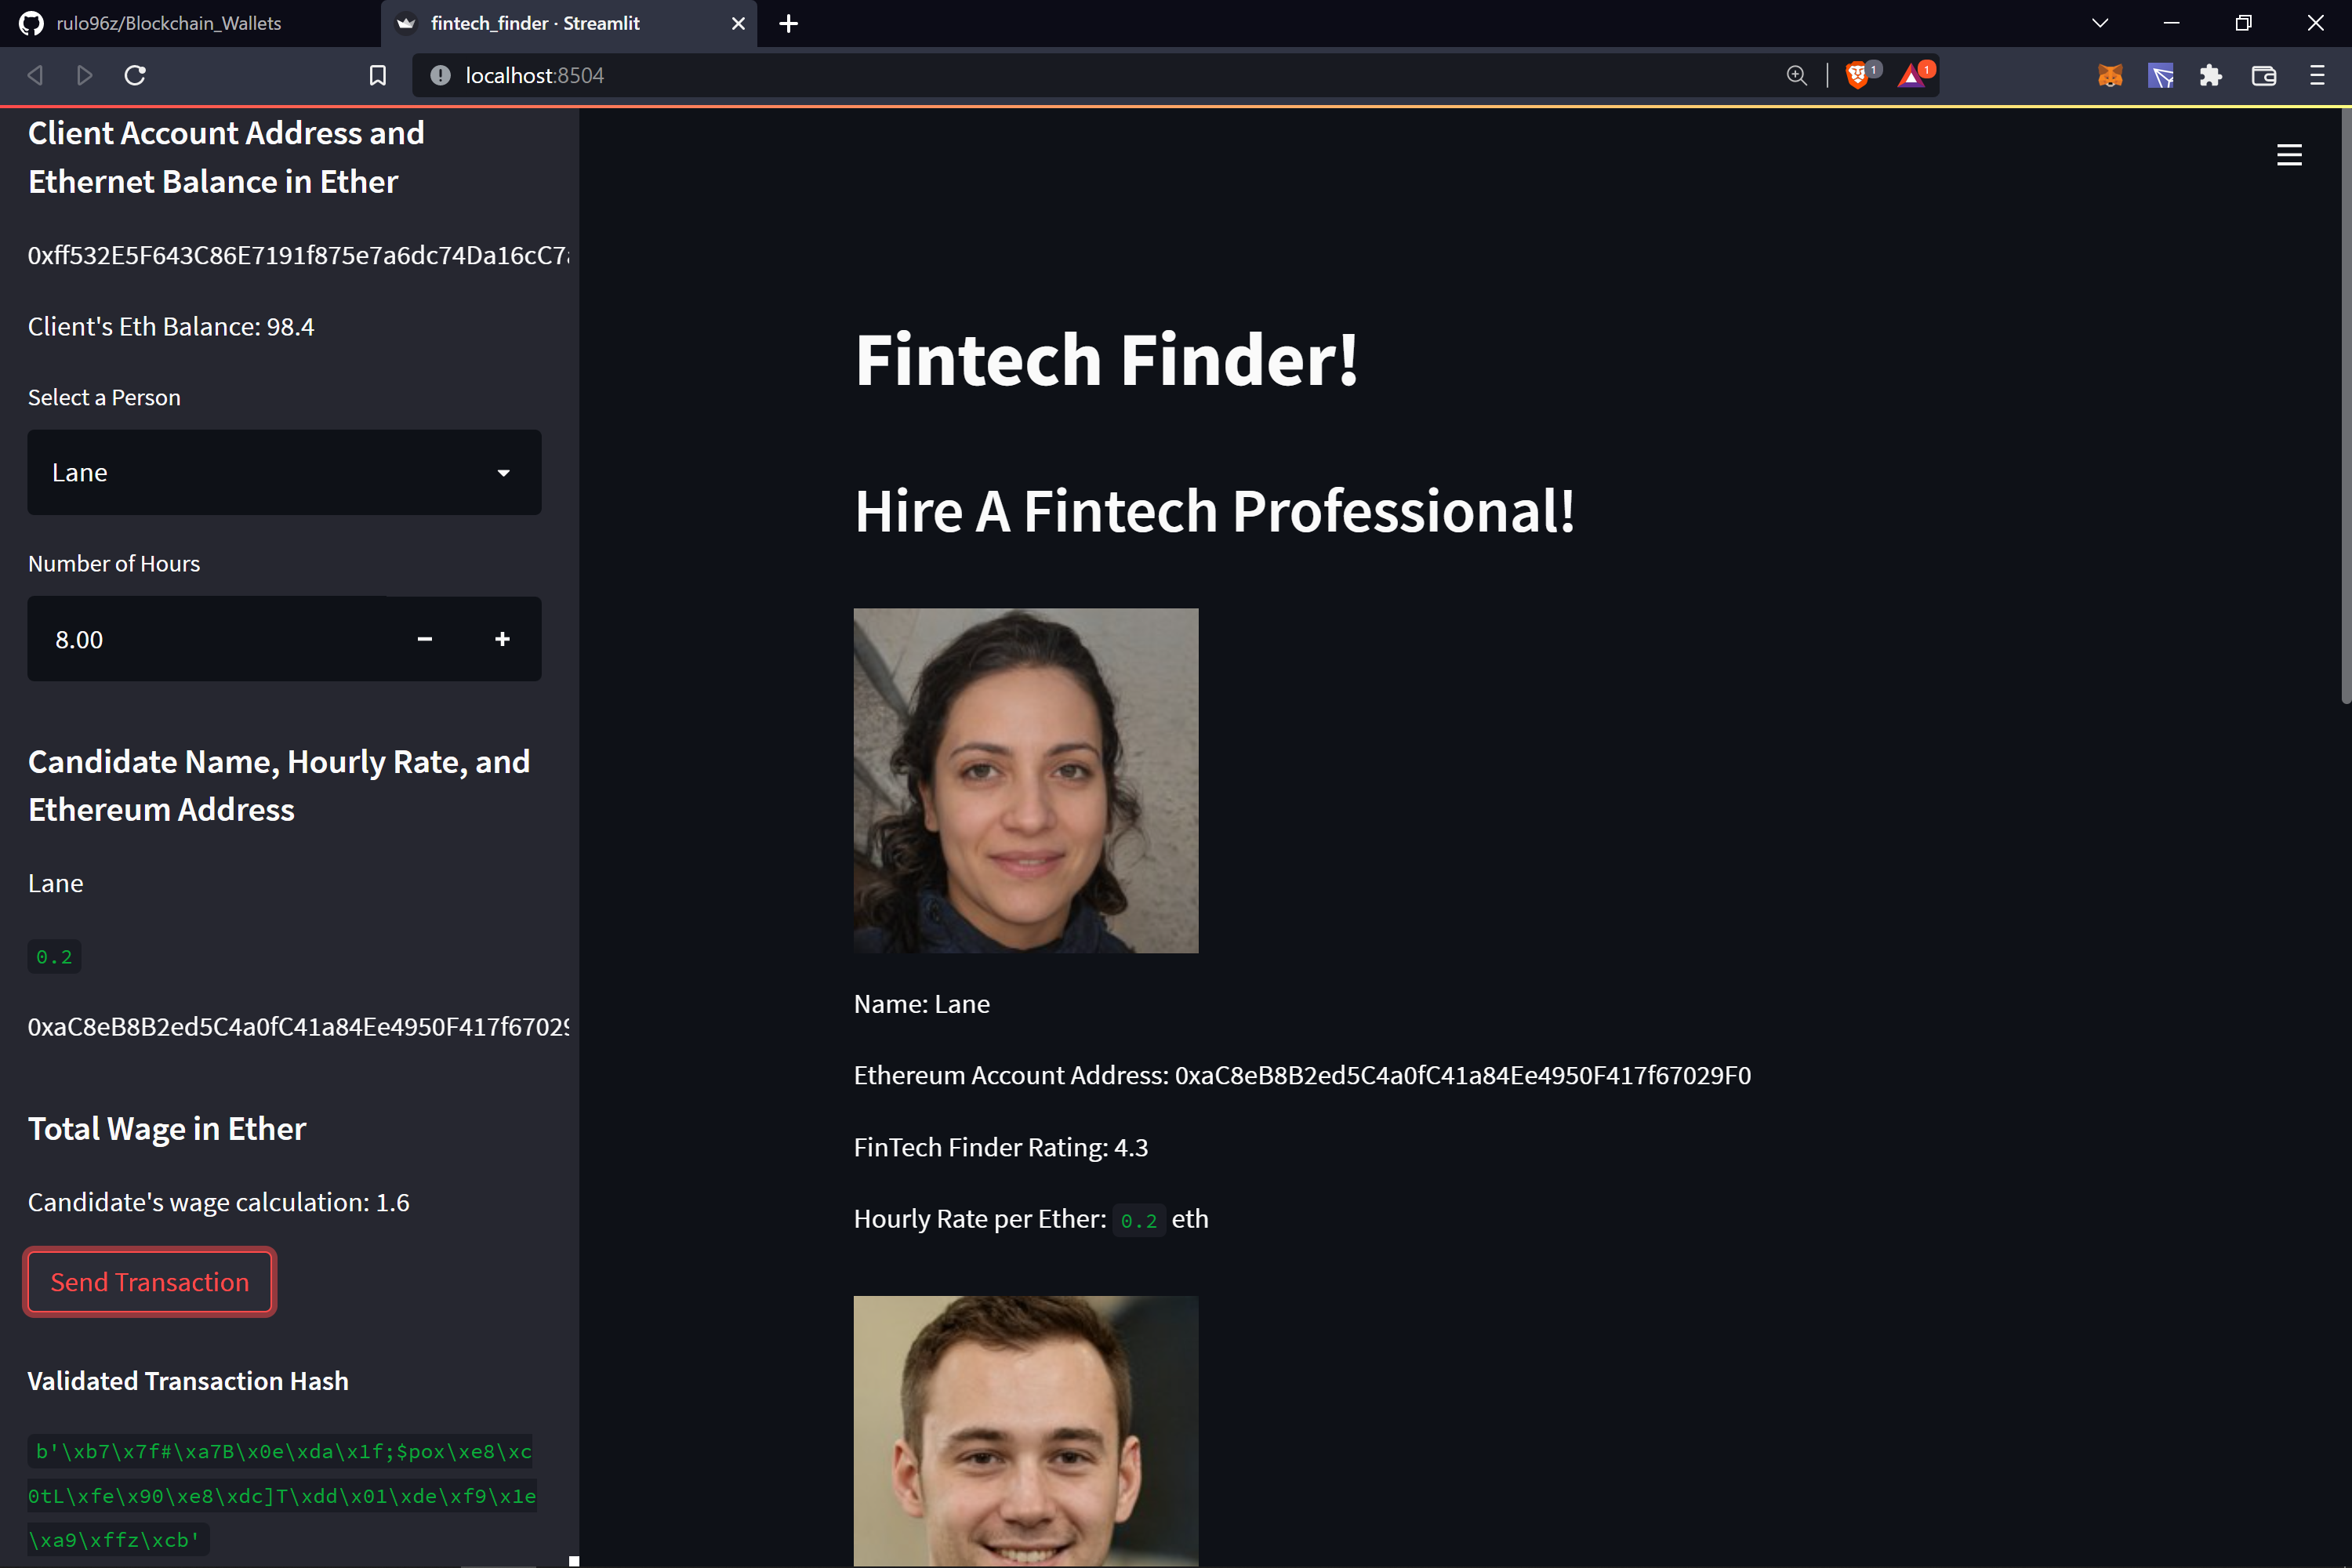 rulo96z/Blockchain_Wallets
fintech_finder · Streamlit
localhost:8504
1
1
Client Account Address and
Ethernet Balance in Ether
0xff532E5F643C86E7191f875e7a6dc74Da16cC7
Client's Eth Balance: 98.4
Select a Person
Lane
Number of Hours
8.00
Candidate Name, Hourly Rate, and
Ethereum Address
Lane
0.2
0xaC8eB8B2ed5C4a0fC41a84Ee4950F417f67029
Total Wage in Ether
Candidate's wage calculation: 1.6
Send Transaction
Validated Transaction Hash
b'\xb7\x7f#\xa7B\x0e\xda\x1f;$pox\xe8\xc
0tL\xfe\x90\xe8\xdc]T\xdd\x01\xde\xf9\x1e
\xa9\xffz\xcb'
Fintech Finder!
Hire A Fintech Professional!
Name: Lane
Ethereum Account Address: 0xaC8eB8B2ed5C4a0fC41a84Ee4950F417f67029F0
FinTech Finder Rating: 4.3
Hourly Rate per Ether: 0.2 eth